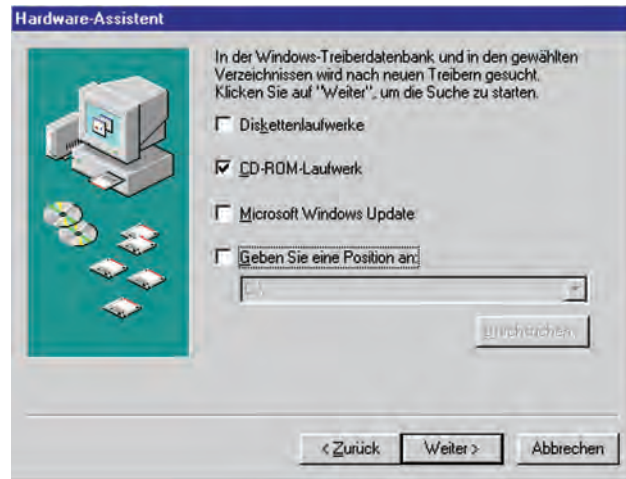 Hardware-Assistent
In der Windows-Treiberdatenbank und in den gewählten
Verzeichnissen wird nach neuen Treibern gesucht.
Klicken Sie auf "Weiter", um die Suche zu starten.
Diskettenlaufwerke
CD-ROM-Laufwerk
Microsoft Windows Update
Geben Sie eine Position an:
< Zurück
Weiter >
Abbrechen